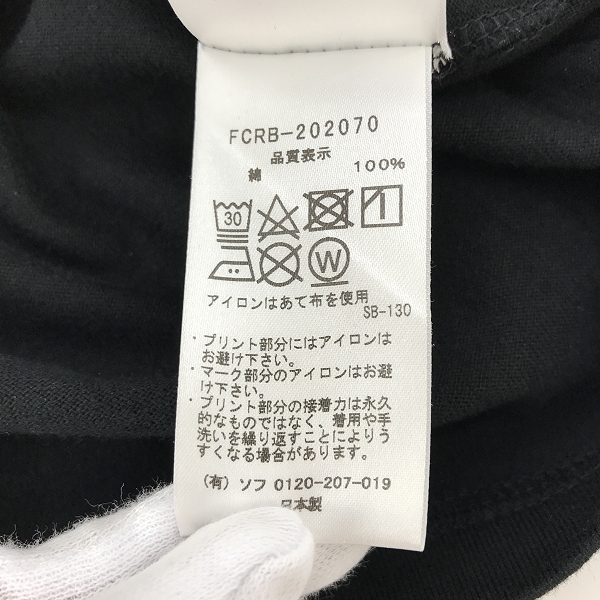 FCRB-202070
品質表示
綿 100%
30
W
アイロンはあて布を使用
SB-130
・プリント部分にはアイロンは
お避け下さい。
・マーク部分のアイロンはお避
け下さい。
・プリント部分の接着力は永久
的なものではなく、着用や手
洗いを繰り返すことによりう
すくなる場合があります。
(有) ソフ 0120-207-019
日本製